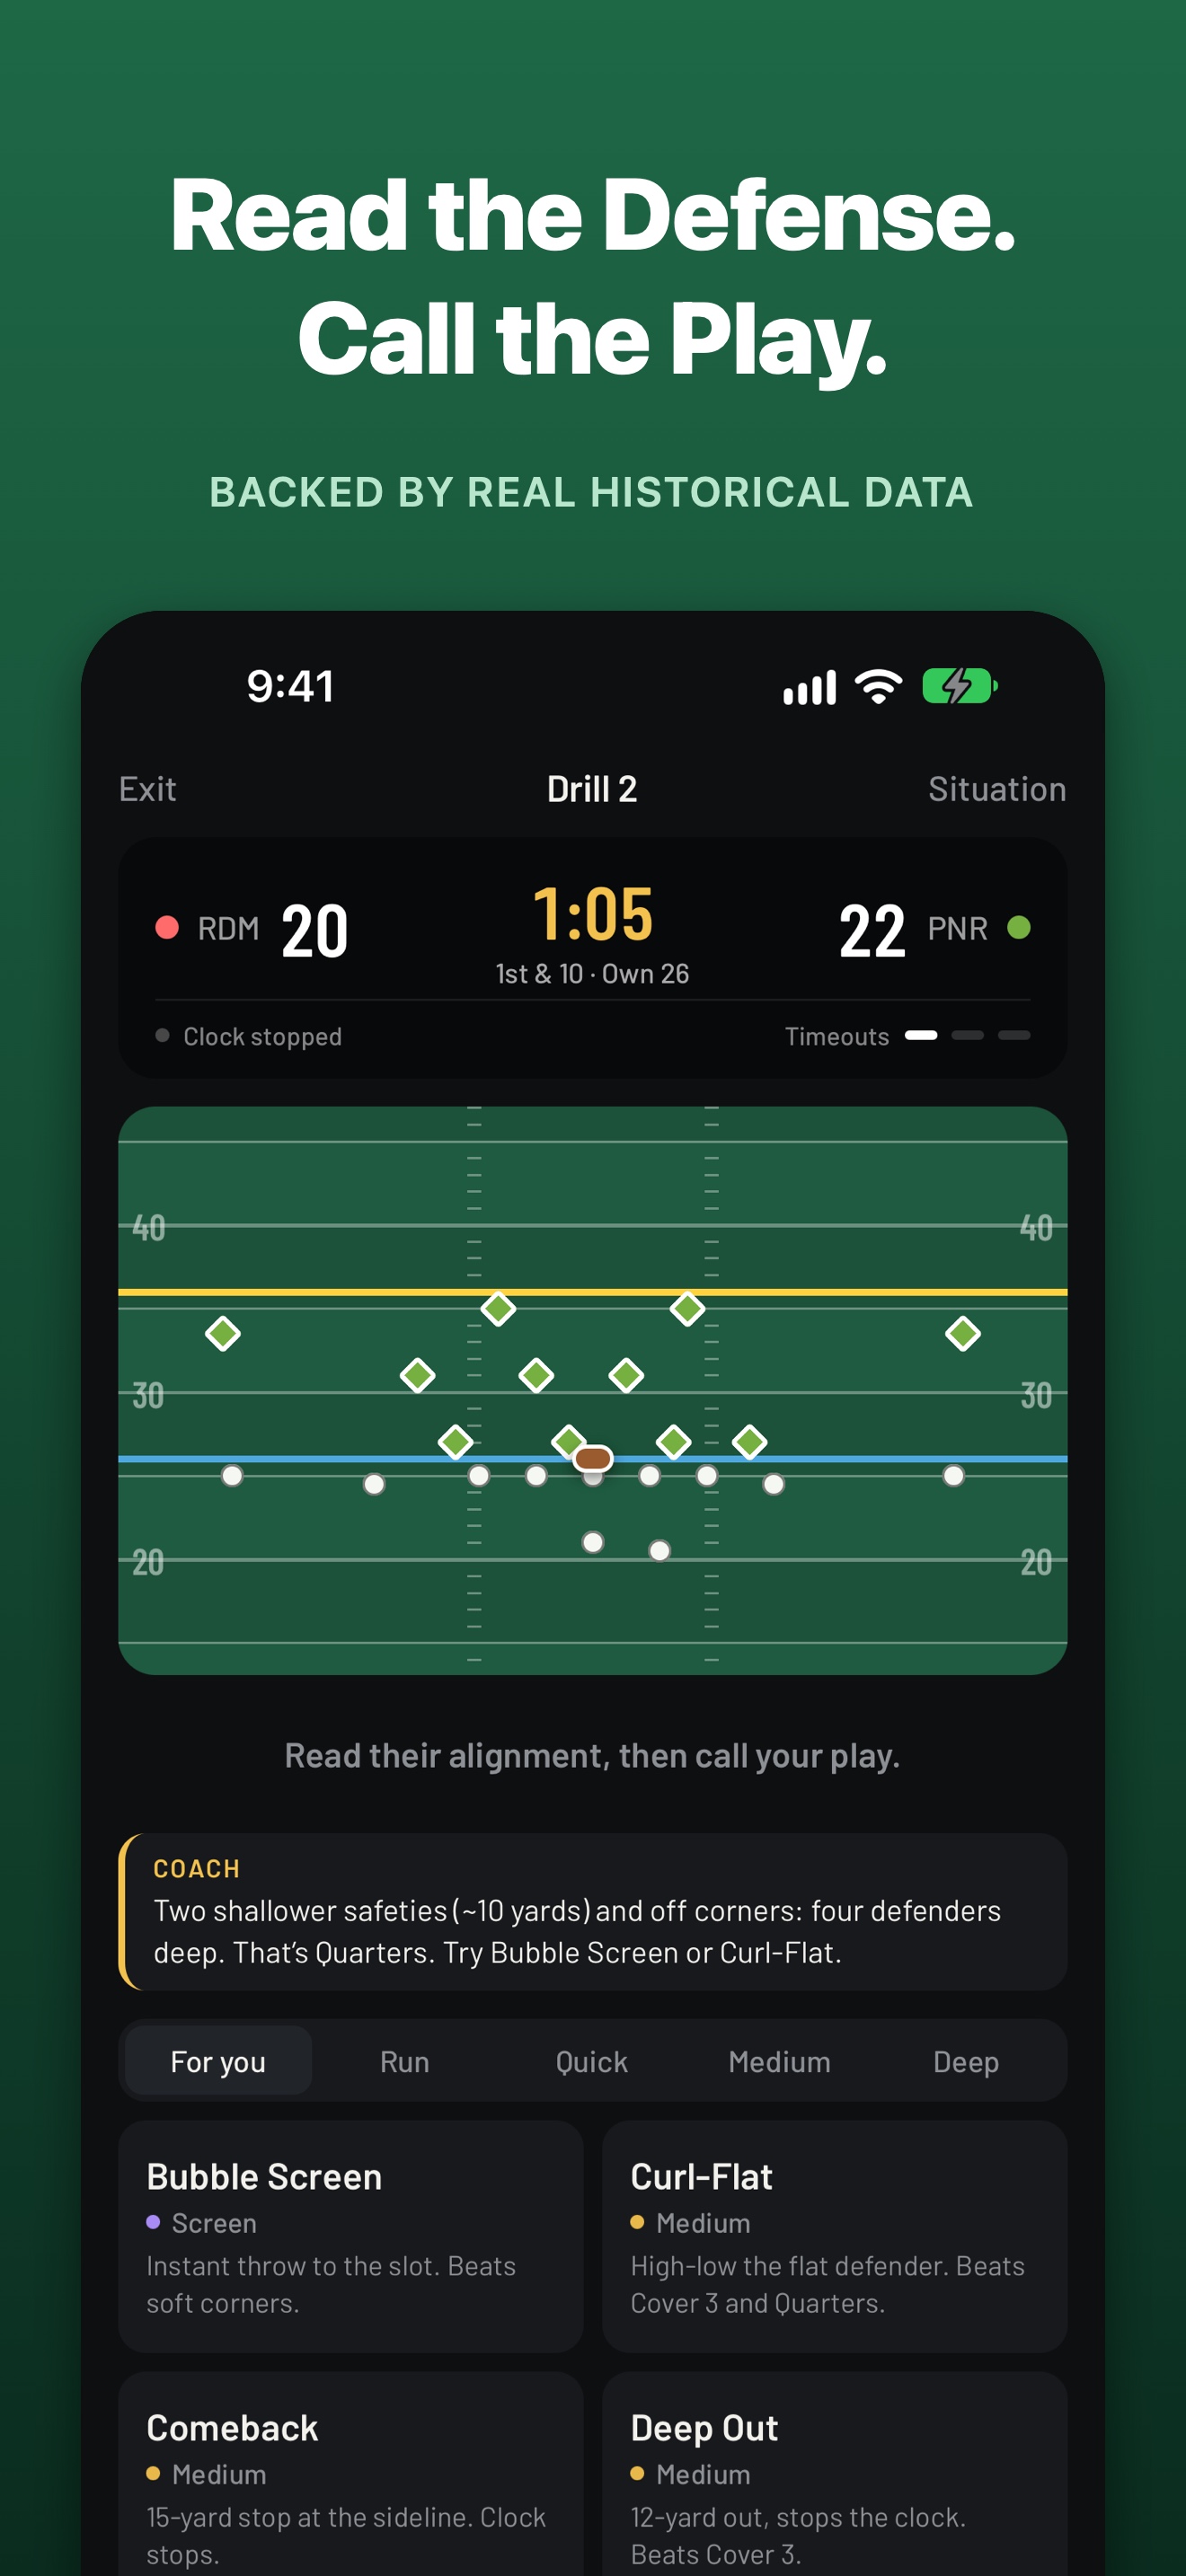 Read the Defense.
Call the Play.
BACKED BY REAL HISTORICAL DATA
9:41
Exit
Drill 2
Situation
RDM 20
1:05
22 PNR
1st & 10 · Own 26
Clock stopped
Timeouts
40
40
30
30
20
20
Read their alignment, then call your play.
COACH
Two shallower safeties (~10 yards) and off corners: four defenders
deep. That’s Quarters. Try Bubble Screen or Curl-Flat.
For you
Run
Quick
Medium
Deep
Bubble Screen
Screen
Instant throw to the slot. Beats
soft corners.
Curl-Flat
Medium
High-low the flat defender. Beats
Cover 3 and Quarters.
Comeback
Medium
15-yard stop at the sideline. Clock
stops.
Deep Out
Medium
12-yard out, stops the clock.
Beats Cover 3.